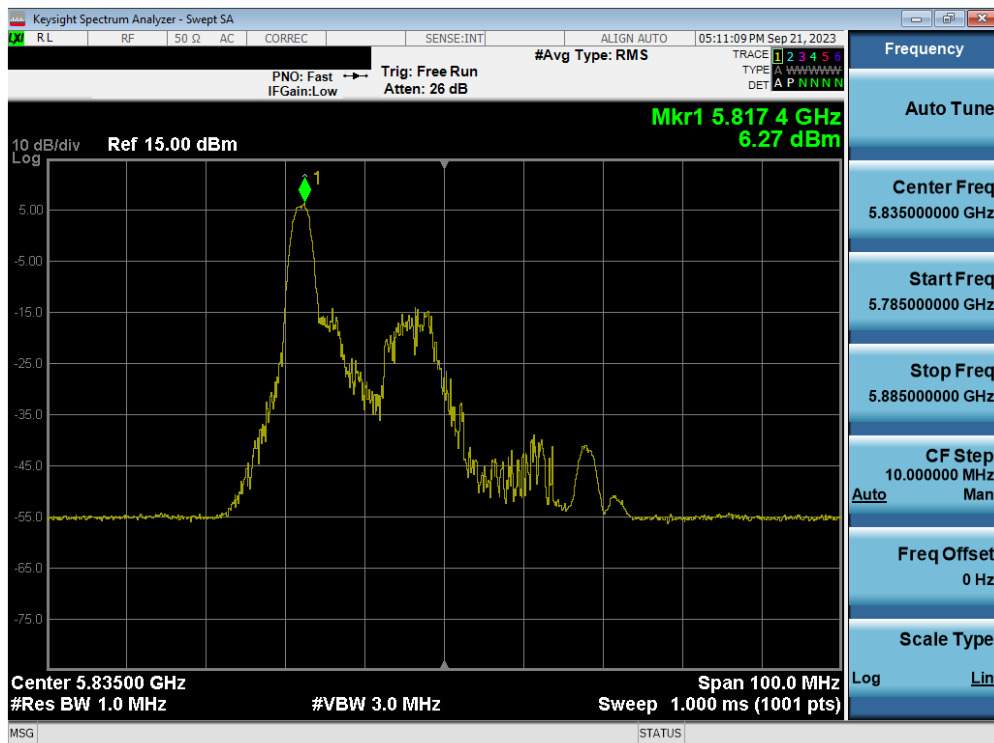 Keysight Spectrum Analyzer - Swept SA
LXI RL RF 50 Ω AC CORREC SENSE:INT ALIGN AUTO 05:11:09 PM Sep 21, 2023
Frequency
#Avg Type: RMS
TRACE 1 2 3 4 5 6
PNO: Fast Trig: Free Run
TYPE A WWWWW
IFGain:Low Atten: 26 dB
DET A P N N N N
Auto Tune
Mkr1 5.817 4 GHz
6.27 dBm
10 dB/div Ref 15.00 dBm
Log
1
5.00
-5.00
-15.0
-25.0
-35.0
-45.0
-55.0
-65.0
-75.0
Center Freq
5.835000000 GHz
Start Freq
5.785000000 GHz
Stop Freq
5.885000000 GHz
CF Step
10.000000 MHz
Auto Man
Freq Offset
0 Hz
Scale Type
Log Lin
Center 5.83500 GHz Span 100.0 MHz
#Res BW 1.0 MHz #VBW 3.0 MHz Sweep 1.000 ms (1001 pts)
MSG STATUS